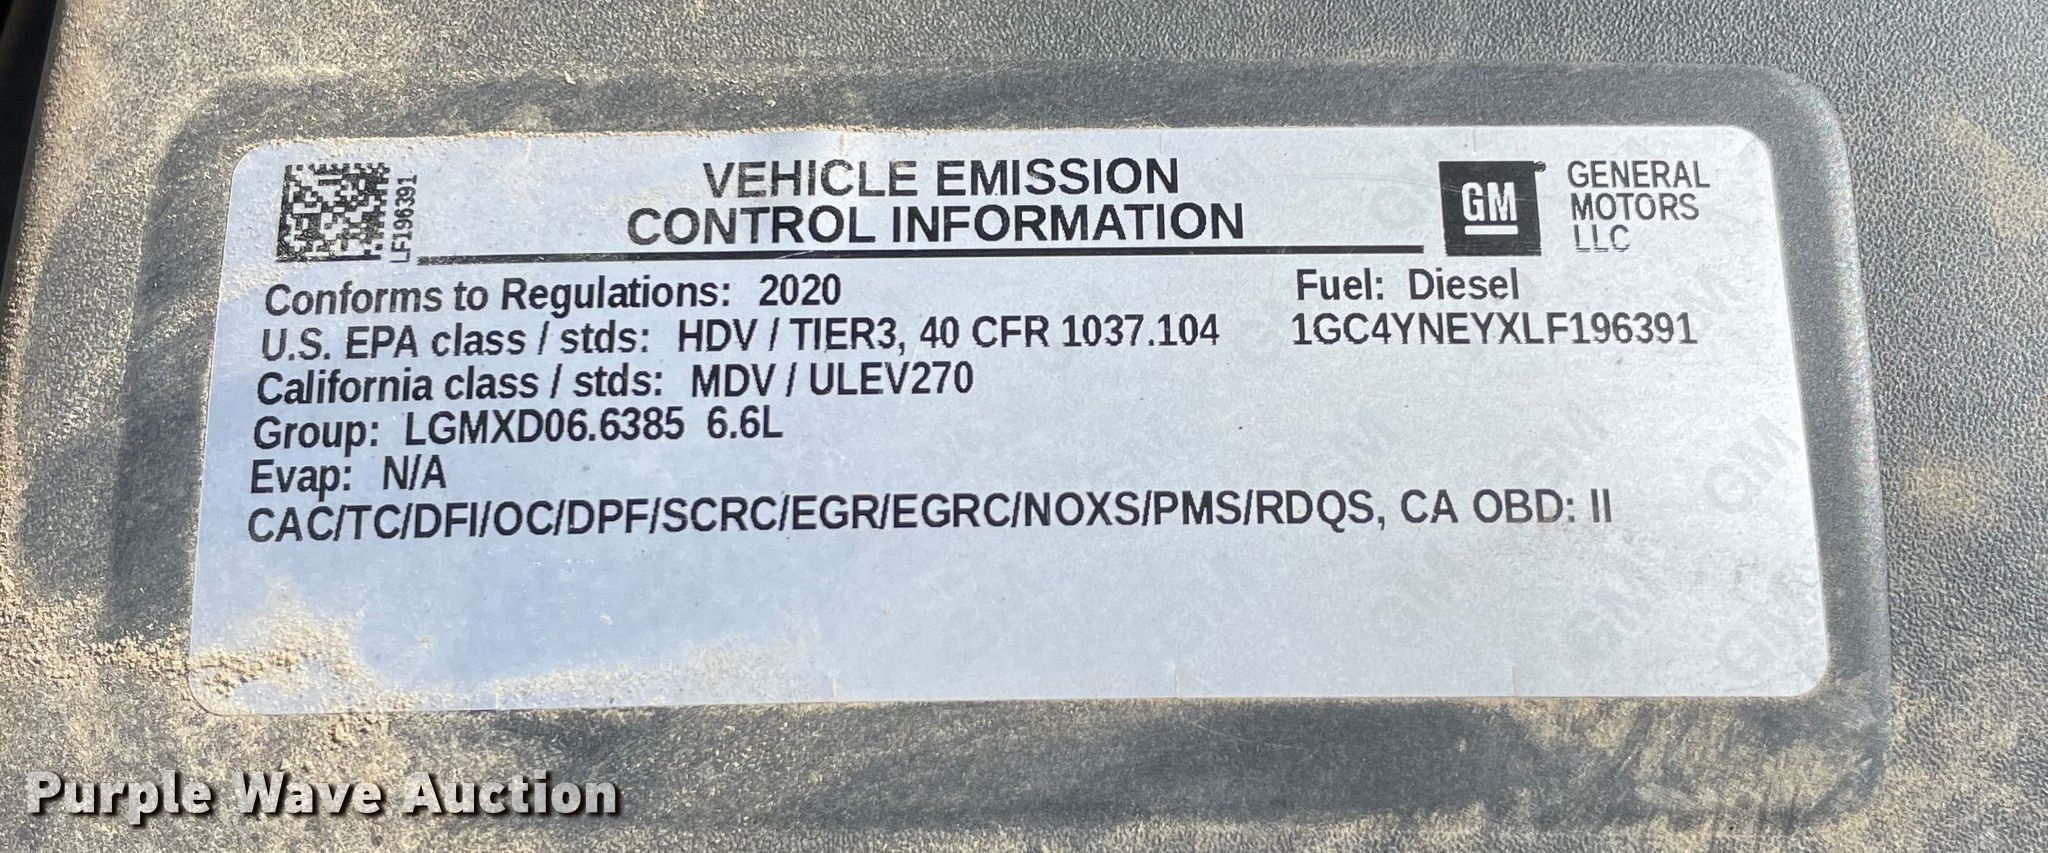 LF196391
VEHICLE EMISSION
CONTROL INFORMATION
GM
GENERAL
MOTORS
LLC
Conforms to Regulations: 2020
Fuel: Diesel
U.S. EPA class / stds: HDV / TIER3, 40 CFR 1037.104
1GC4YNEYXLF196391
California class / stds: MDV / ULEV270
Group: LGMXD06.6385 6.6L
Evap: N/A
CAC/TC/DFI/OC/DPF/SCRC/EGR/EGRC/NOXS/PMS/RDQS, CA OBD: II
Purple Wave Auction